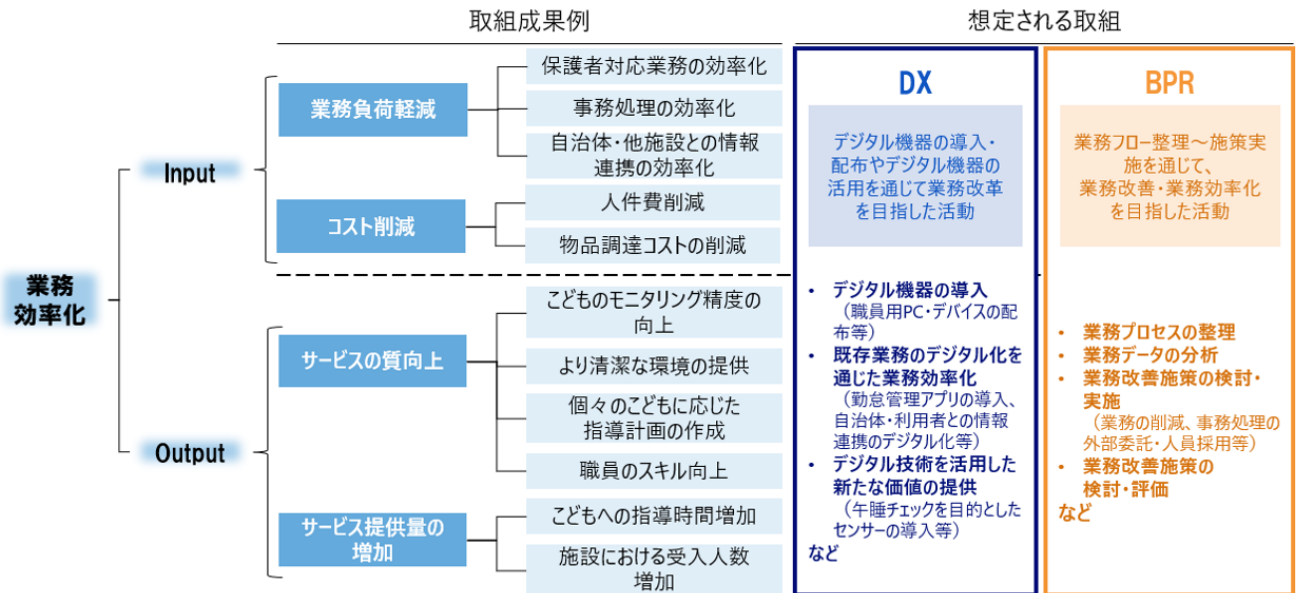 取組成果例
想定される取組
業務
効率化
Input
業務負荷軽減
保護者対応業務の効率化
事務処理の効率化
自治体・他施設との情報
連携の効率化
コスト削減
人件費削減
物品調達コストの削減
Output
サービスの質向上
こどものモニタリング精度の
向上
より清潔な環境の提供
個々のこどもに応じた
指導計画の作成
職員のスキル向上
サービス提供量の
増加
こどもへの指導時間増加
施設における受入人数
増加
DX
デジタル機器の導入・
配布やデジタル機器の
活用を通じて業務改革
を目指した活動
• デジタル機器の導入
（職員用PC・デバイスの配
布等）
• 既存業務のデジタル化を
通じた業務効率化
（勤怠管理アプリの導入、
自治体・利用者との情報
連携のデジタル化等）
• デジタル技術を活用した
新たな価値の提供
（午睡チェックを目的とした
センサーの導入等）
など
BPR
業務フロー整理～施策実
施を通じて、
業務改善・業務効率化
を目指した活動
• 業務プロセスの整理
• 業務データの分析
• 業務改善施策の検討・
実施
（業務の削減、事務処理の
外部委託・人員採用等）
• 業務改善施策の
検討・評価
など